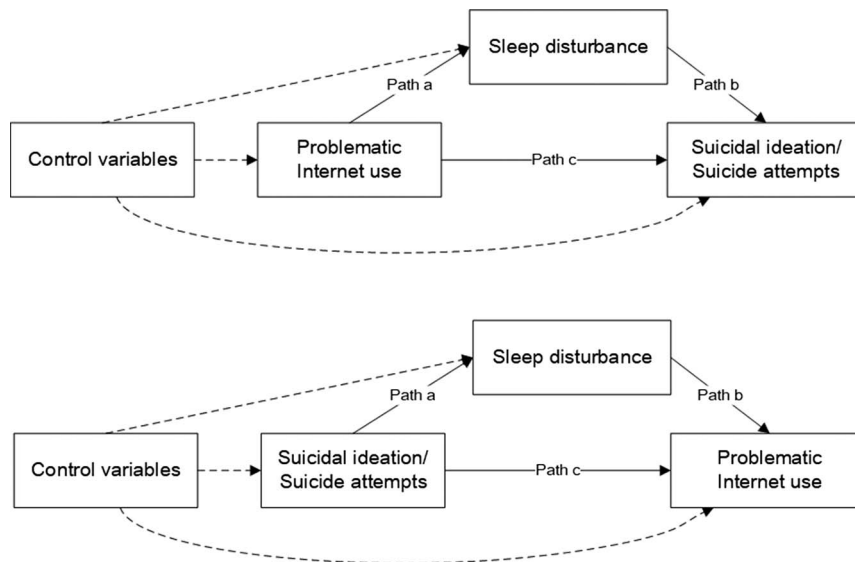 Sleep disturbance
Path a
Path b
Control variables
Problematic
Internet use
Path c
Suicidal ideation/
Suicide attempts
Sleep disturbance
Path a
Path b
Control variables
Suicidal ideation/
Suicide attempts
Path c
Problematic
Internet use